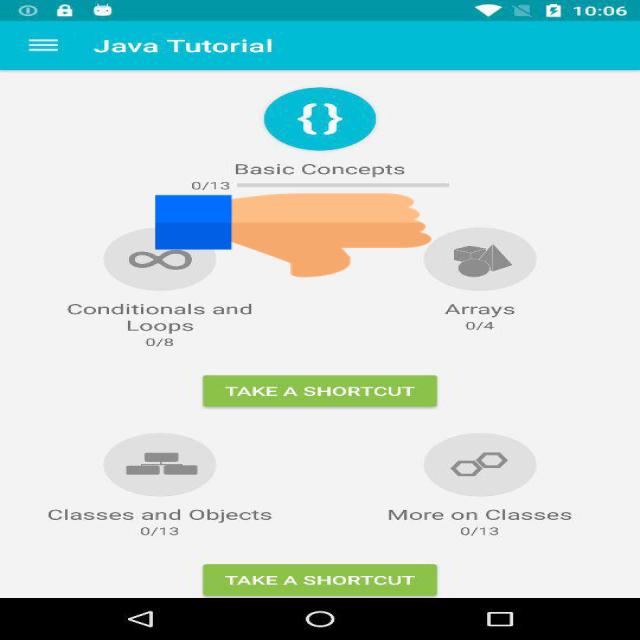 10:06
Java Tutorial
{}
Basic Concepts
0/13
Conditionals and
Loops
0/8
Arrays
0/4
TAKE A SHORTCUT
Classes and Objects
0/13
More on Classes
0/13
TAKE A SHORTCUT